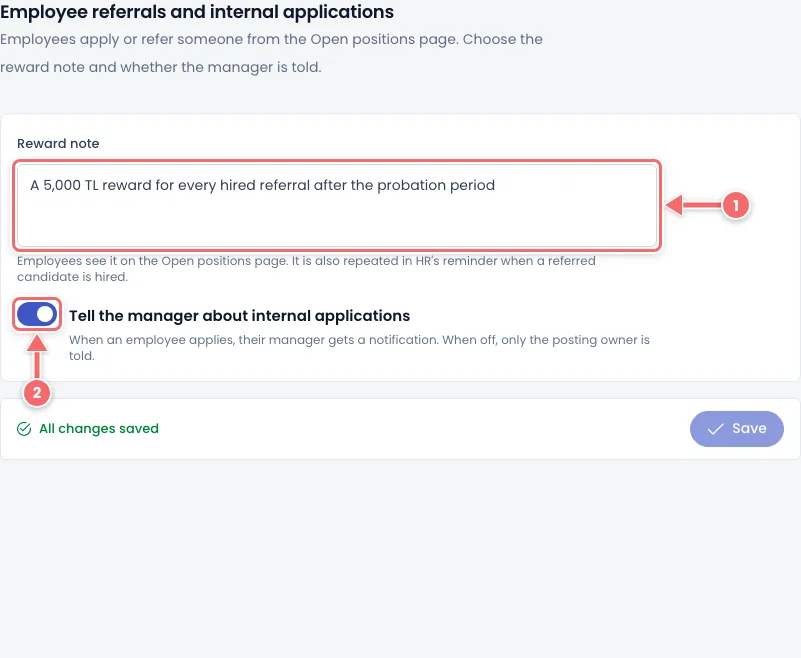 Employee referrals and internal applications
Employees apply or refer someone from the Open positions page. Choose the
reward note and whether the manager is told.
Reward note
A 5,000 TL reward for every hired referral after the probation period
1
Employees see it on the Open positions page. It is also repeated in HR's reminder when a referred
candidate is hired.
Tell the manager about internal applications
When an employee applies, their manager gets a notification. When off, only the posting owner is
told.
2
All changes saved
Save